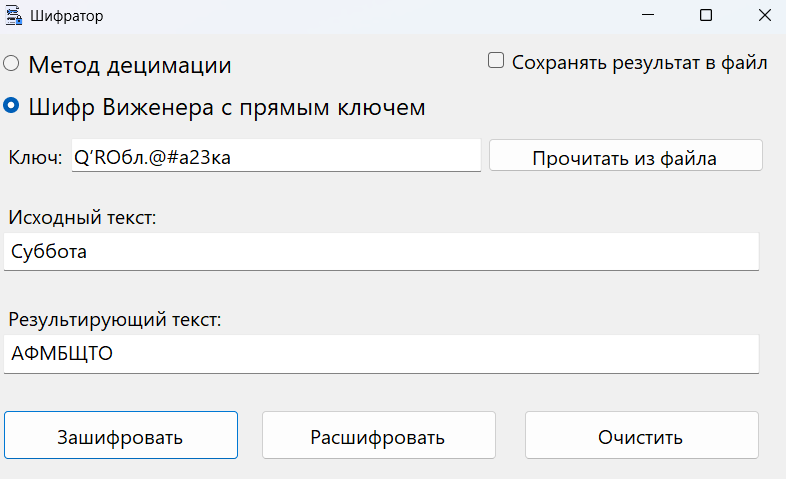 Шифратор
Метод децимации
Сохранять результат в файл
Шифр Виженера с прямым ключем
Ключ: Q'ROбл.@#а23ка Прочитать из файла
Исходный текст:
Суббота
Результирующий текст:
АФМБЩТО
Зашифровать Расшифровать Очистить